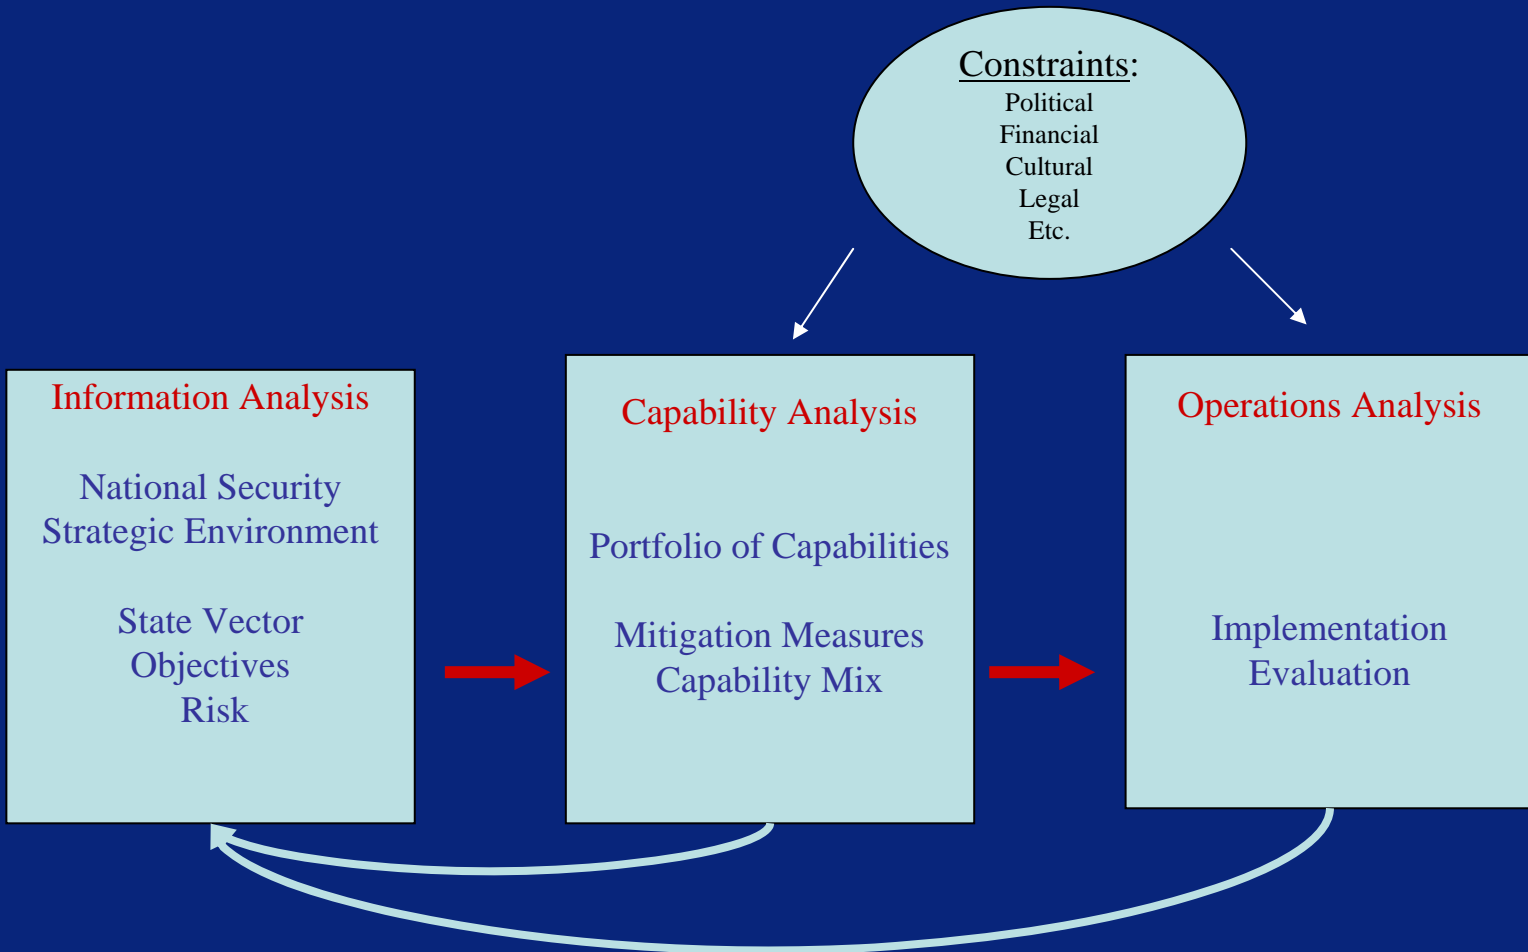 Constraints:
Political
Financial
Cultural
Legal
Etc.
Information Analysis
National Security
Strategic Environment
State Vector
Objectives
Risk
Capability Analysis
Portfolio of Capabilities
Mitigation Measures
Capability Mix
Operations Analysis
Implementation
Evaluation